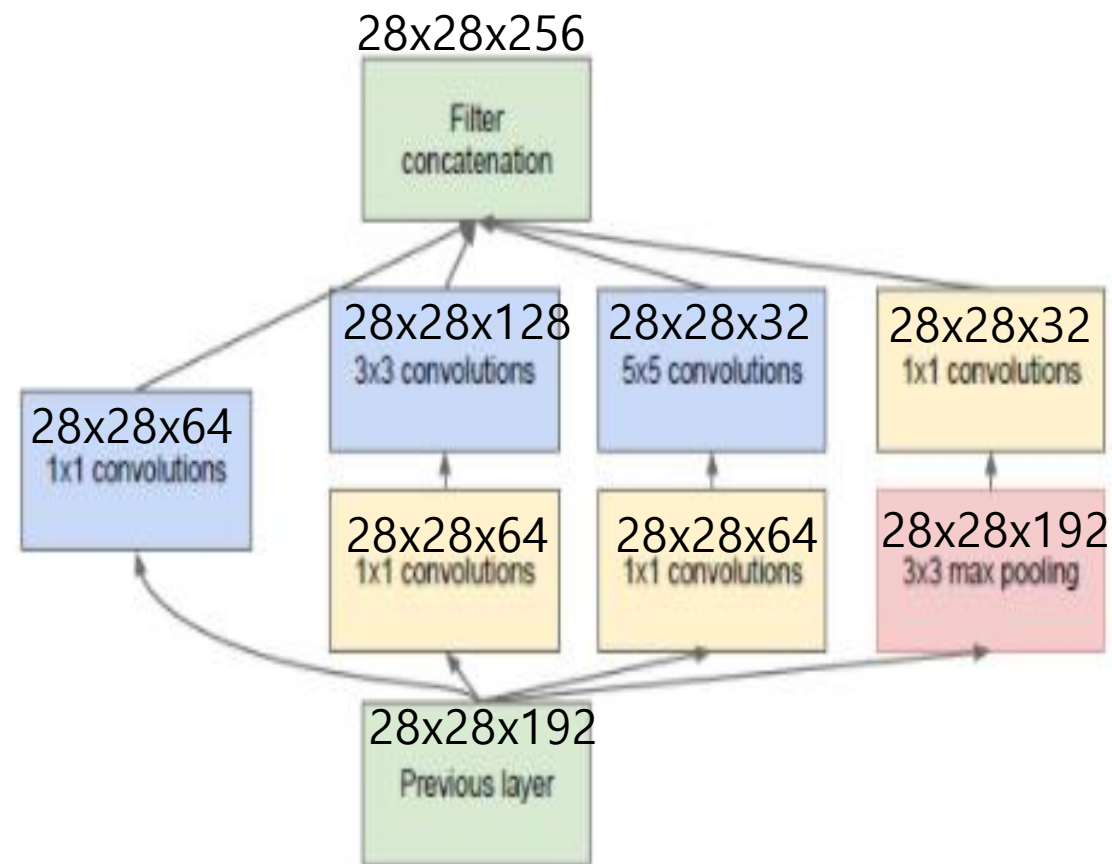 28x28x256
Filter
concatenation
28x28x128
3x3 convolutions
28x28x32
5x5 convolutions
28x28x32
1x1 convolutions
28x28x64
1x1 convolutions
28x28x64
1x1 convolutions
28x28x64
1x1 convolutions
28x28x192
3x3 max pooling
28x28x192
Previous layer